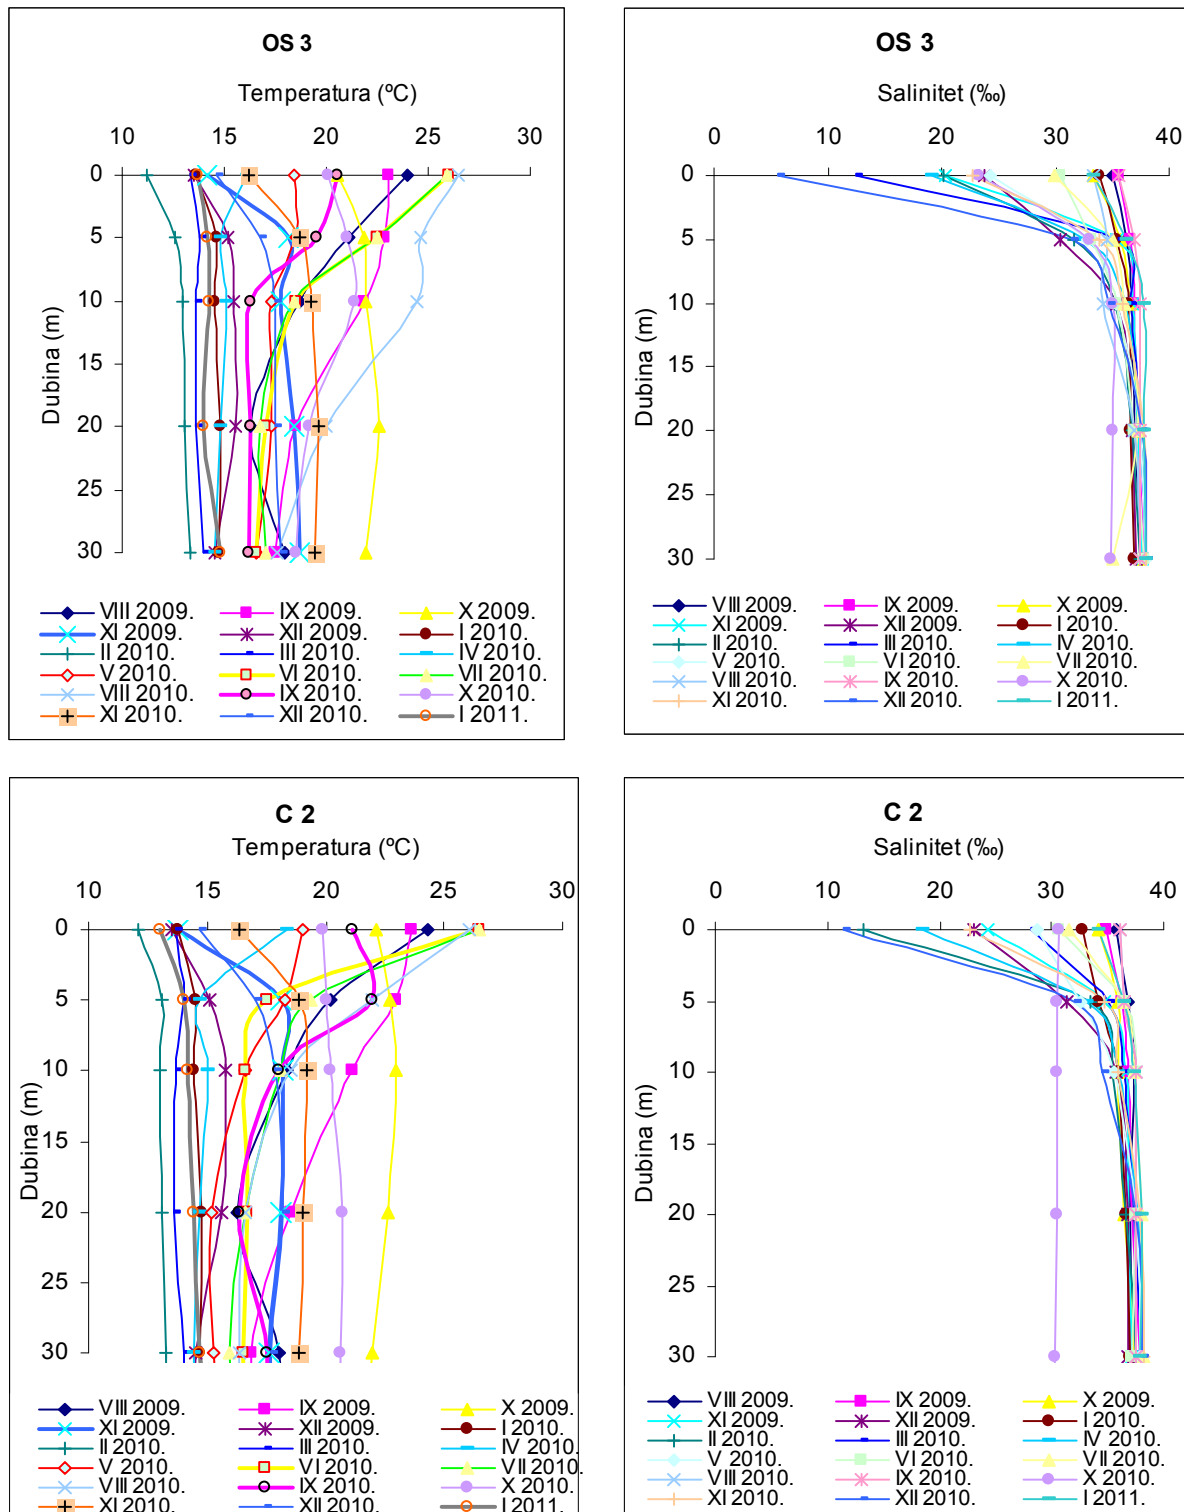 OS 3
Temperatura (ºC)
10 15 20 25 30
0
5
10
15
20
25
30
Dubina (m)
VIII 2009. IX 2009. X 2009.
XI 2009. XII 2009. I 2010.
II 2010. III 2010. IV 2010.
V 2010. VI 2010. VII 2010.
VIII 2010. IX 2010. X 2010.
XI 2010. XII 2010. I 2011.
OS 3
Salinitet (‰)
0 10 20 30 40
0
5
10
15
20
25
30
Dubina (m)
VIII 2009. IX 2009. X 2009.
XI 2009. XII 2009. I 2010.
II 2010. III 2010. IV 2010.
V 2010. VI 2010. VII 2010.
VIII 2010. IX 2010. X 2010.
XI 2010. XII 2010. I 2011.
C 2
Temperatura (ºC)
10 15 20 25 30
0
5
10
15
20
25
30
Dubina (m)
VIII 2009. IX 2009. X 2009.
XI 2009. XII 2009. I 2010.
II 2010. III 2010. IV 2010.
V 2010. VI 2010. VII 2010.
VIII 2010. IX 2010. X 2010.
XI 2010. XII 2010. I 2011.
C 2
Salinitet (‰)
0 10 20 30 40
0
5
10
15
20
25
30
Dubina (m)
VIII 2009. IX 2009. X 2009.
XI 2009. XII 2009. I 2010.
II 2010. III 2010. IV 2010.
V 2010. VI 2010. VII 2010.
VIII 2010. IX 2010. X 2010.
XI 2010. XII 2010. I 2011.